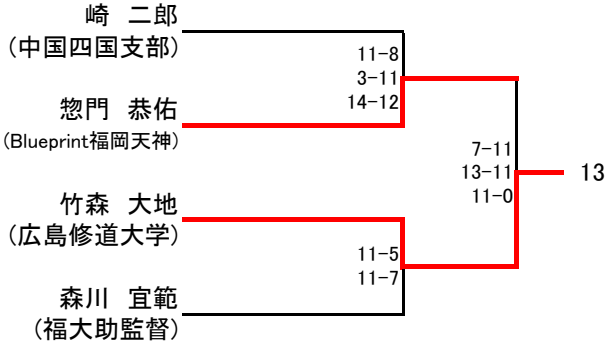 崎　二郎
(中国四国支部)
11-8
3-11
14-12
惣門　恭佑
(Blueprint福岡天神)
7-11
13-11
11-0
13
竹森　大地
(広島修道大学)
11-5
11-7
森川　宜範
(福大助監督)